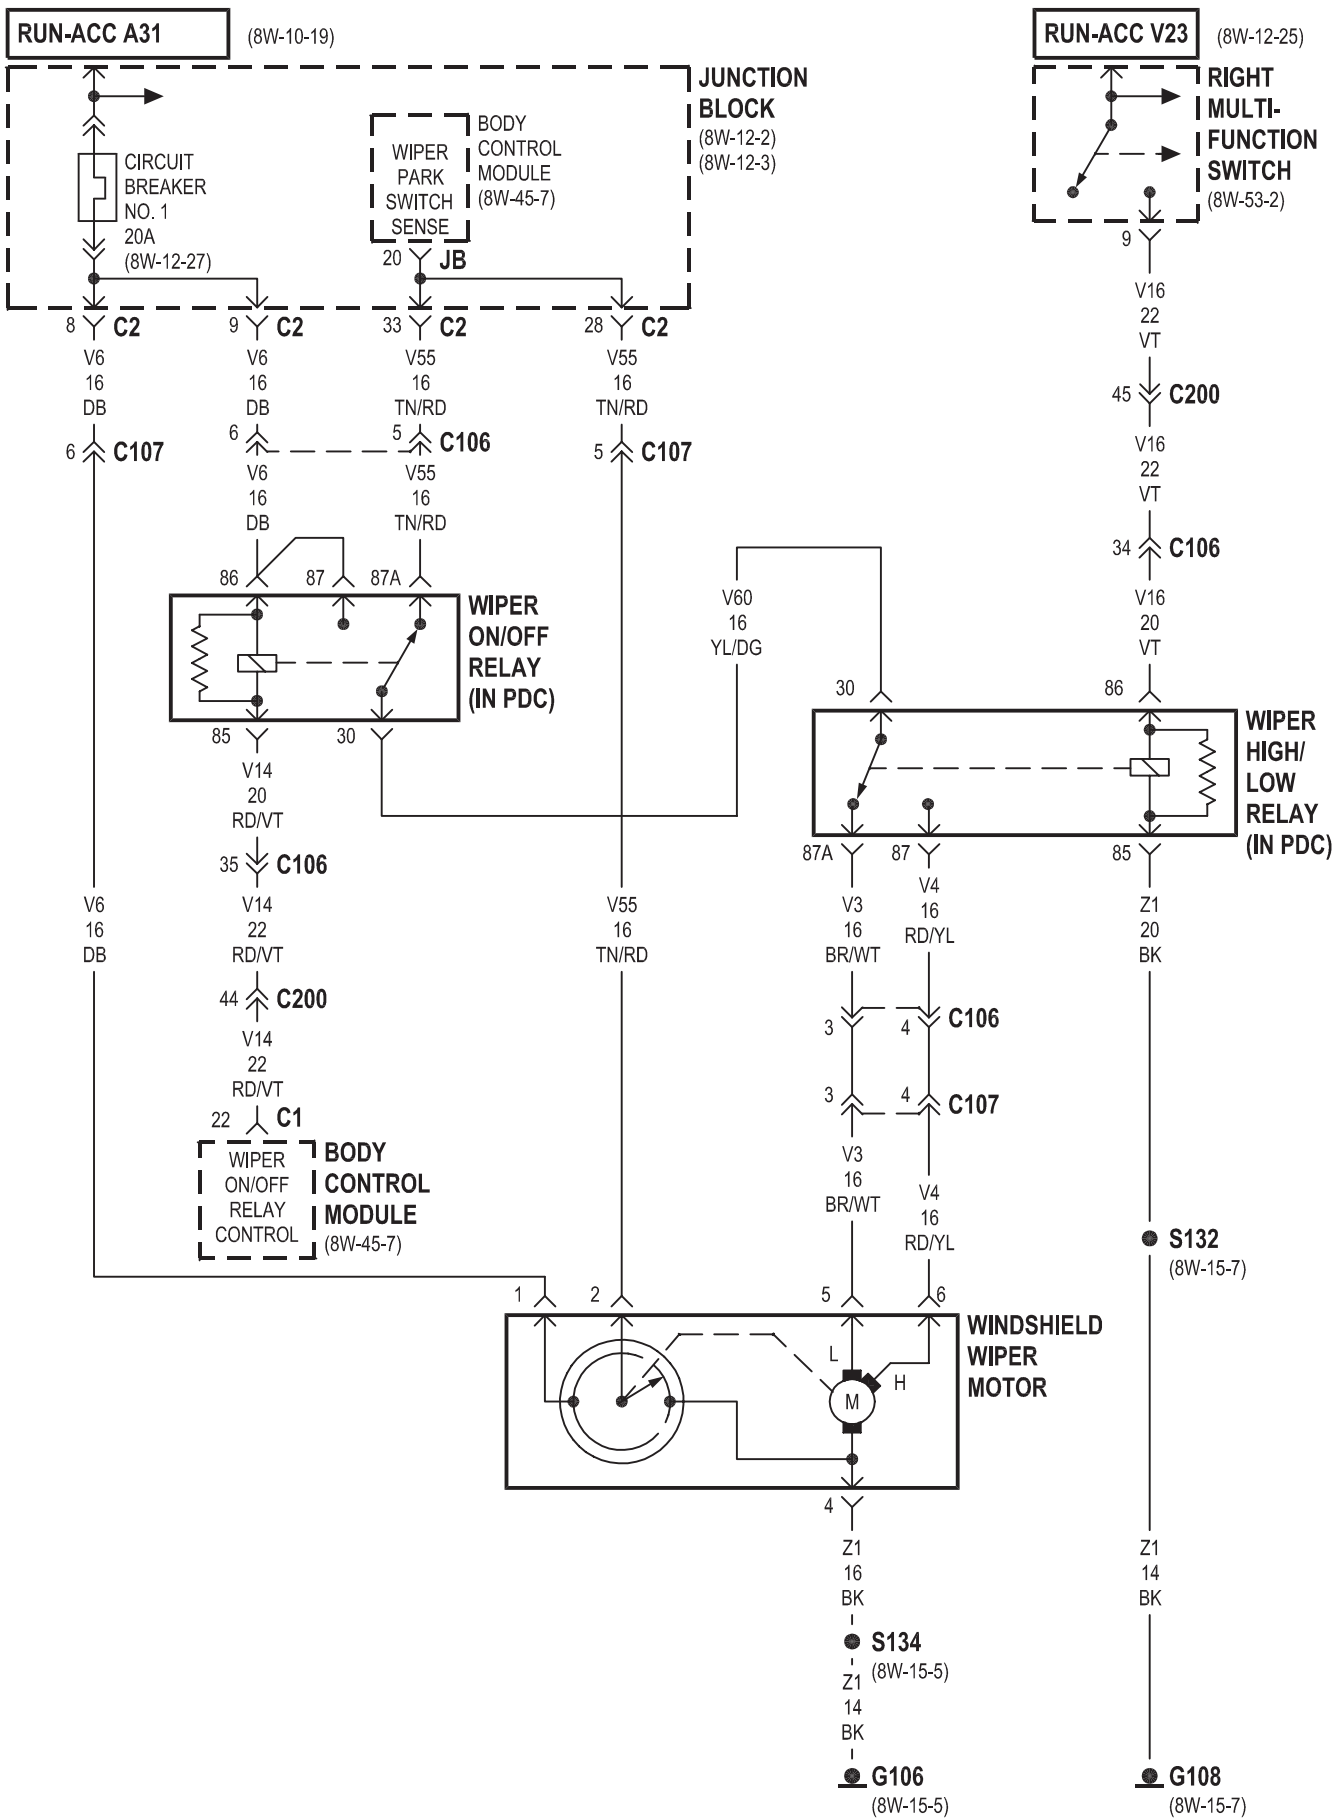 RUN-ACC A31
(8W-10-19)
RUN-ACC V23
(8W-12-25)
JUNCTION
BLOCK
(8W-12-2)
(8W-12-3)
CIRCUIT
BREAKER
NO. 1
20A
(8W-12-27)
WIPER
PARK
SWITCH
SENSE
BODY
CONTROL
MODULE
(8W-45-7)
20
JB
RIGHT
MULTI-
FUNCTION
SWITCH
(8W-53-2)
9
8
C2
9
C2
33
C2
28
C2
V6
16
DB
V6
16
DB
V55
16
TN/RD
V55
16
TN/RD
V16
22
VT
45
C200
6
C107
6
5
C106
5
C107
V6
16
DB
V55
16
TN/RD
V16
22
VT
34
C106
86
87
87A
WIPER
ON/OFF
RELAY
(IN PDC)
85
30
V60
16
YL/DG
V16
20
VT
30
86
WIPER
HIGH/
LOW
RELAY
(IN PDC)
87A
87
85
V14
20
RD/VT
35
C106
V14
22
RD/VT
44
C200
V14
22
RD/VT
22
C1
WIPER
ON/OFF
RELAY
CONTROL
BODY
CONTROL
MODULE
(8W-45-7)
V6
16
DB
V55
16
TN/RD
V3
16
BR/WT
V4
16
RD/YL
Z1
20
BK
3
4
C106
3
4
C107
V3
16
BR/WT
V4
16
RD/YL
S132
(8W-15-7)
1
2
5
6
L
H
M
WINDSHIELD
WIPER
MOTOR
4
Z1
16
BK
Z1
14
BK
S134
(8W-15-5)
Z1
14
BK
G106
(8W-15-5)
G108
(8W-15-7)